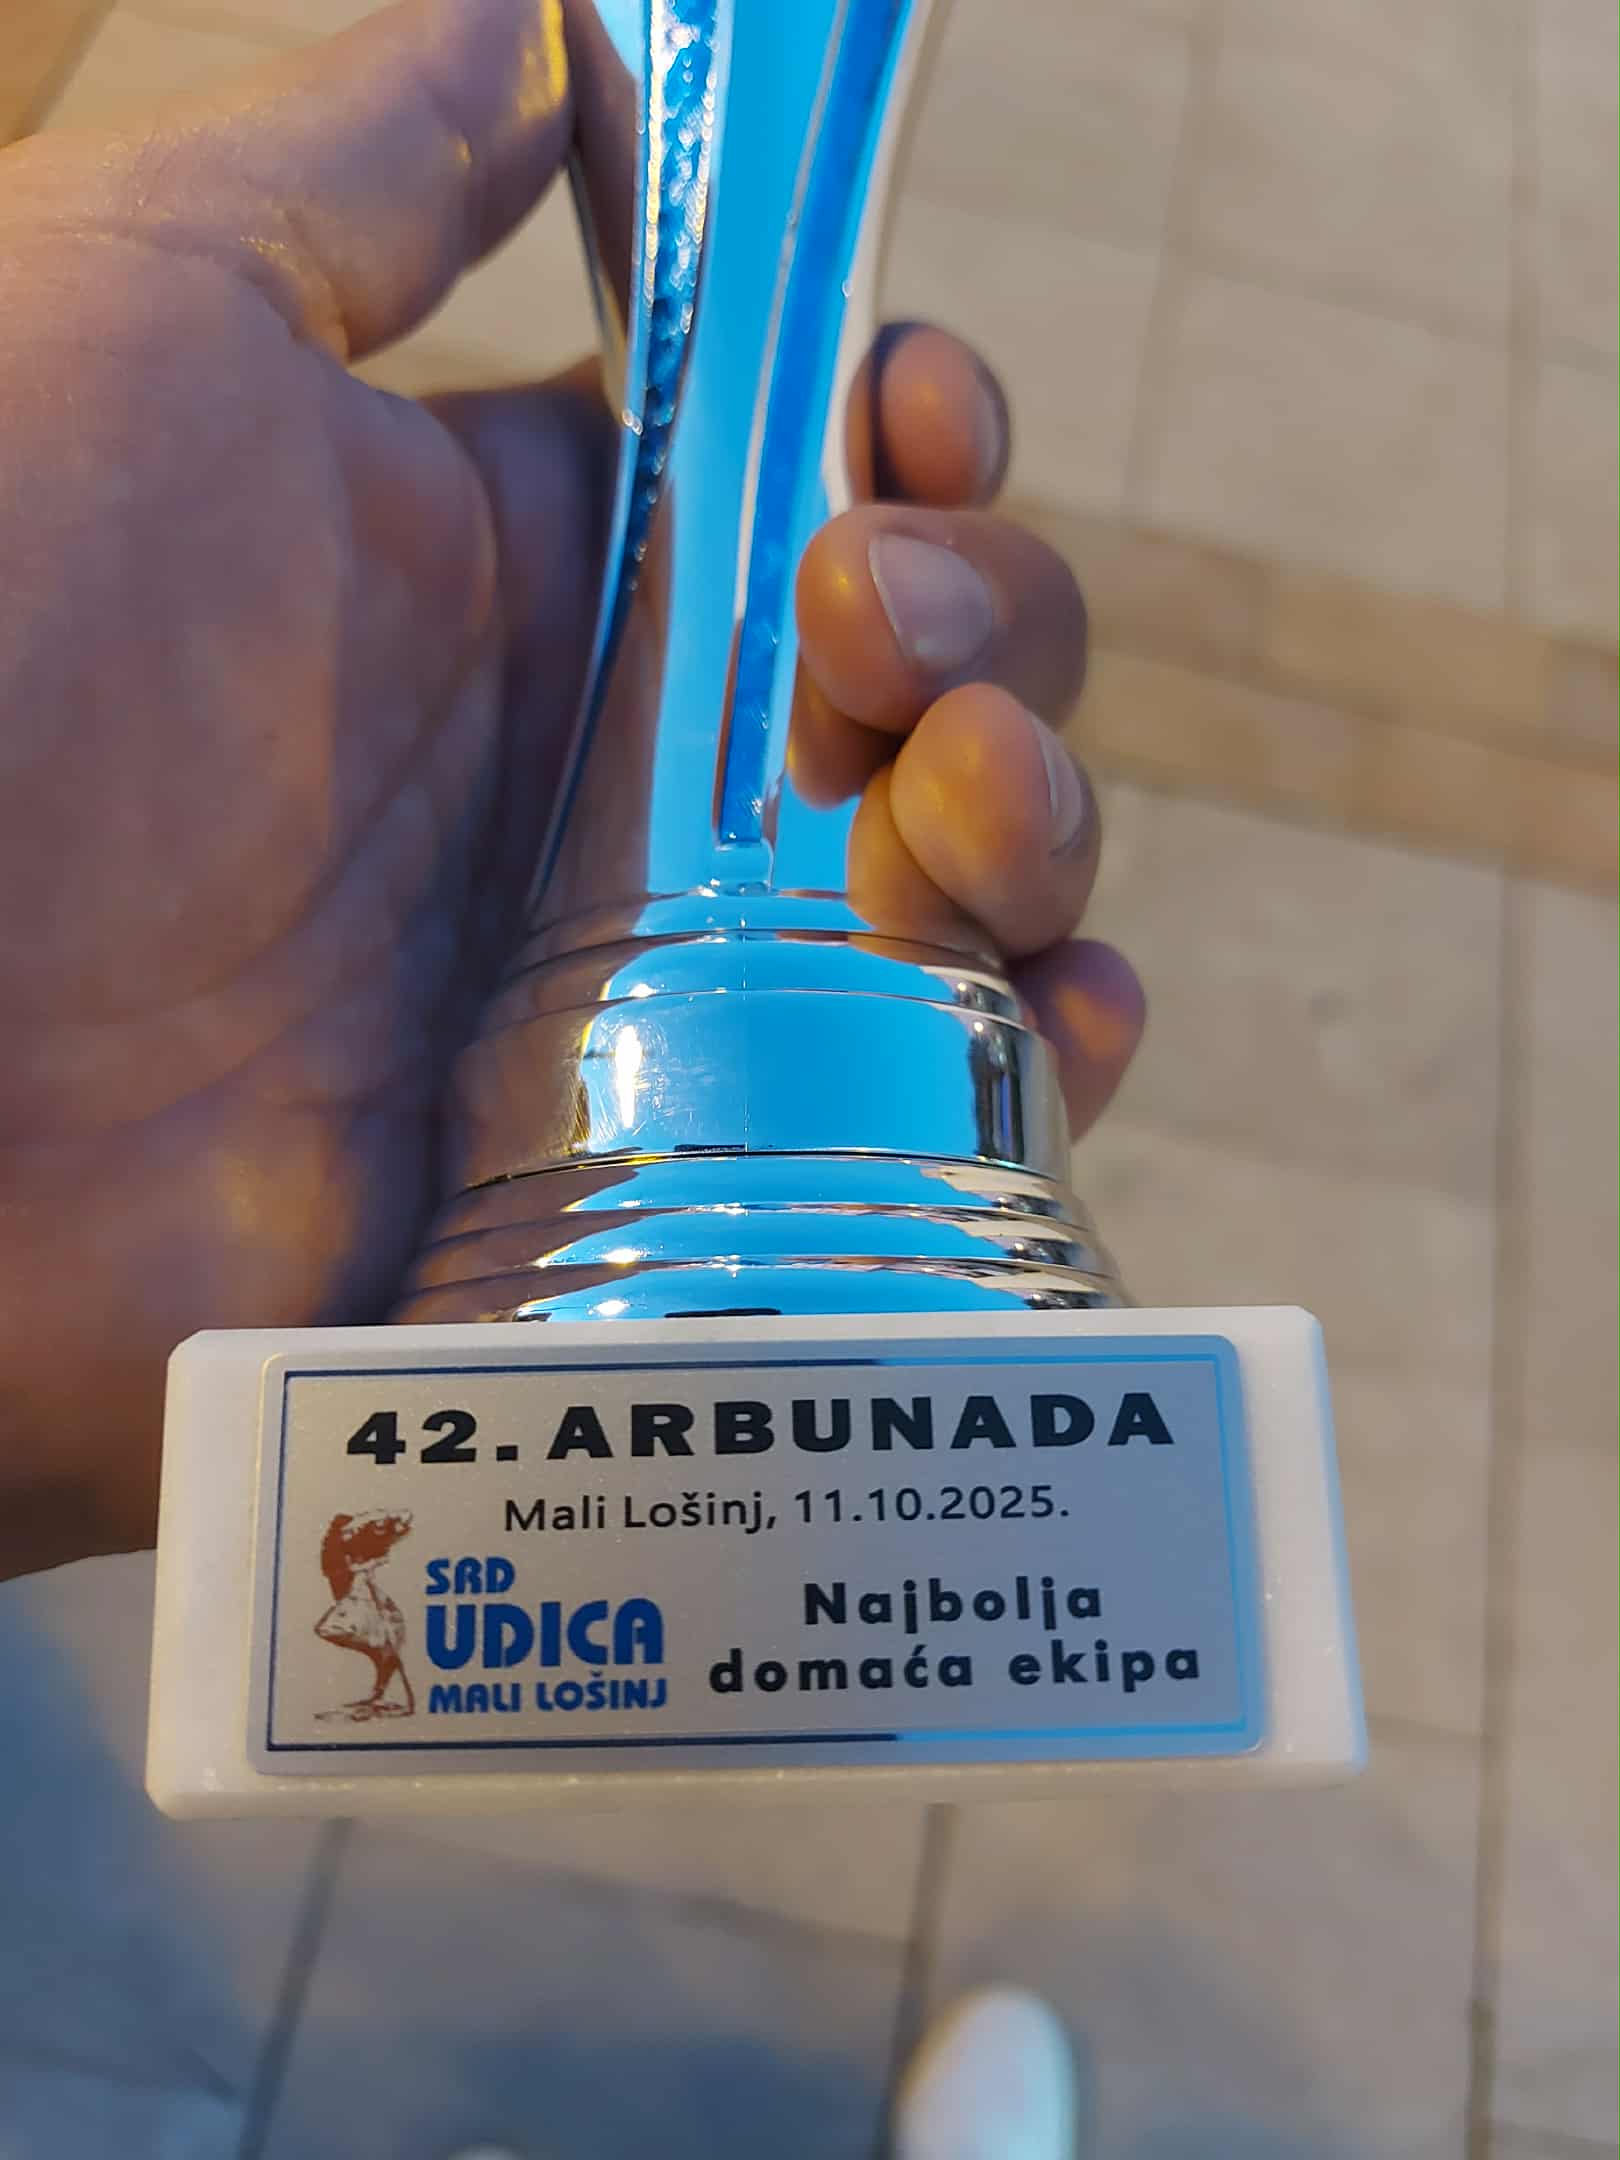 42. ARBUNADA
Mali Lošinj, 11.10.2025.
SRD
UDICA
MALI LOŠINJ
Najbolja
domaća ekipa